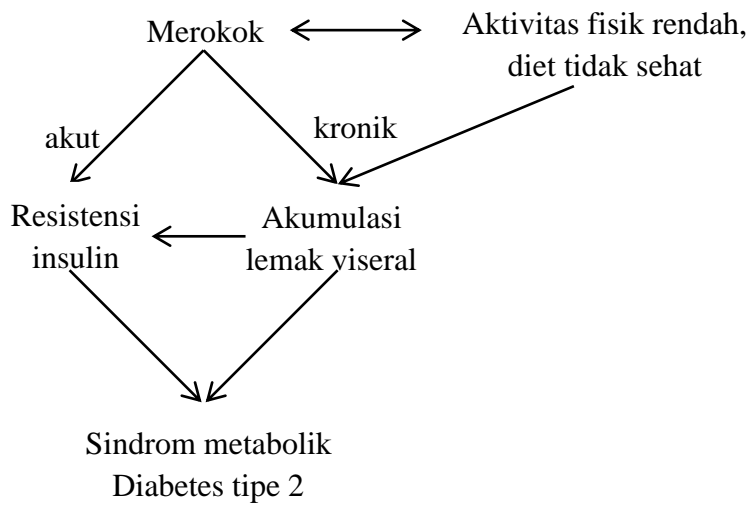 Merokok
Aktivitas fisik rendah,
diet tidak sehat
akut
kronik
Resistensi
insulin
Akumulasi
lemak viseral
Sindrom metabolik
Diabetes tipe 2